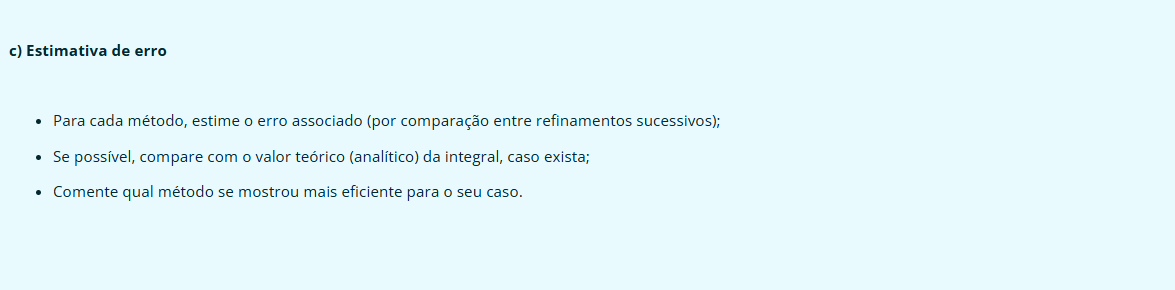 c) Estimativa de erro
• Para cada método, estime o erro associado (por comparação entre refinamentos sucessivos);
• Se possível, compare com o valor teórico (analítico) da integral, caso exista;
• Comente qual método se mostrou mais eficiente para o seu caso.